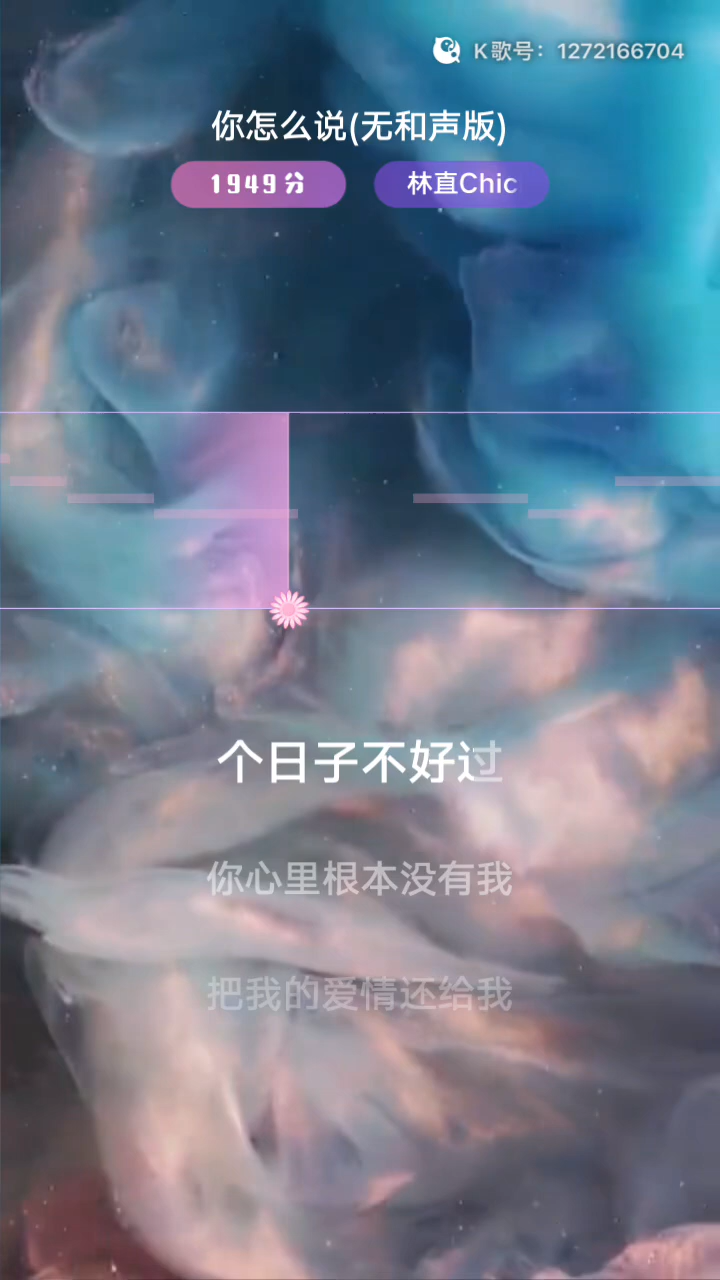 K歌号：1272166704
你怎么说(无和声版)
1949分
林直Chic
个日子不好过
你心里根本没有我
把我的爱情还给我